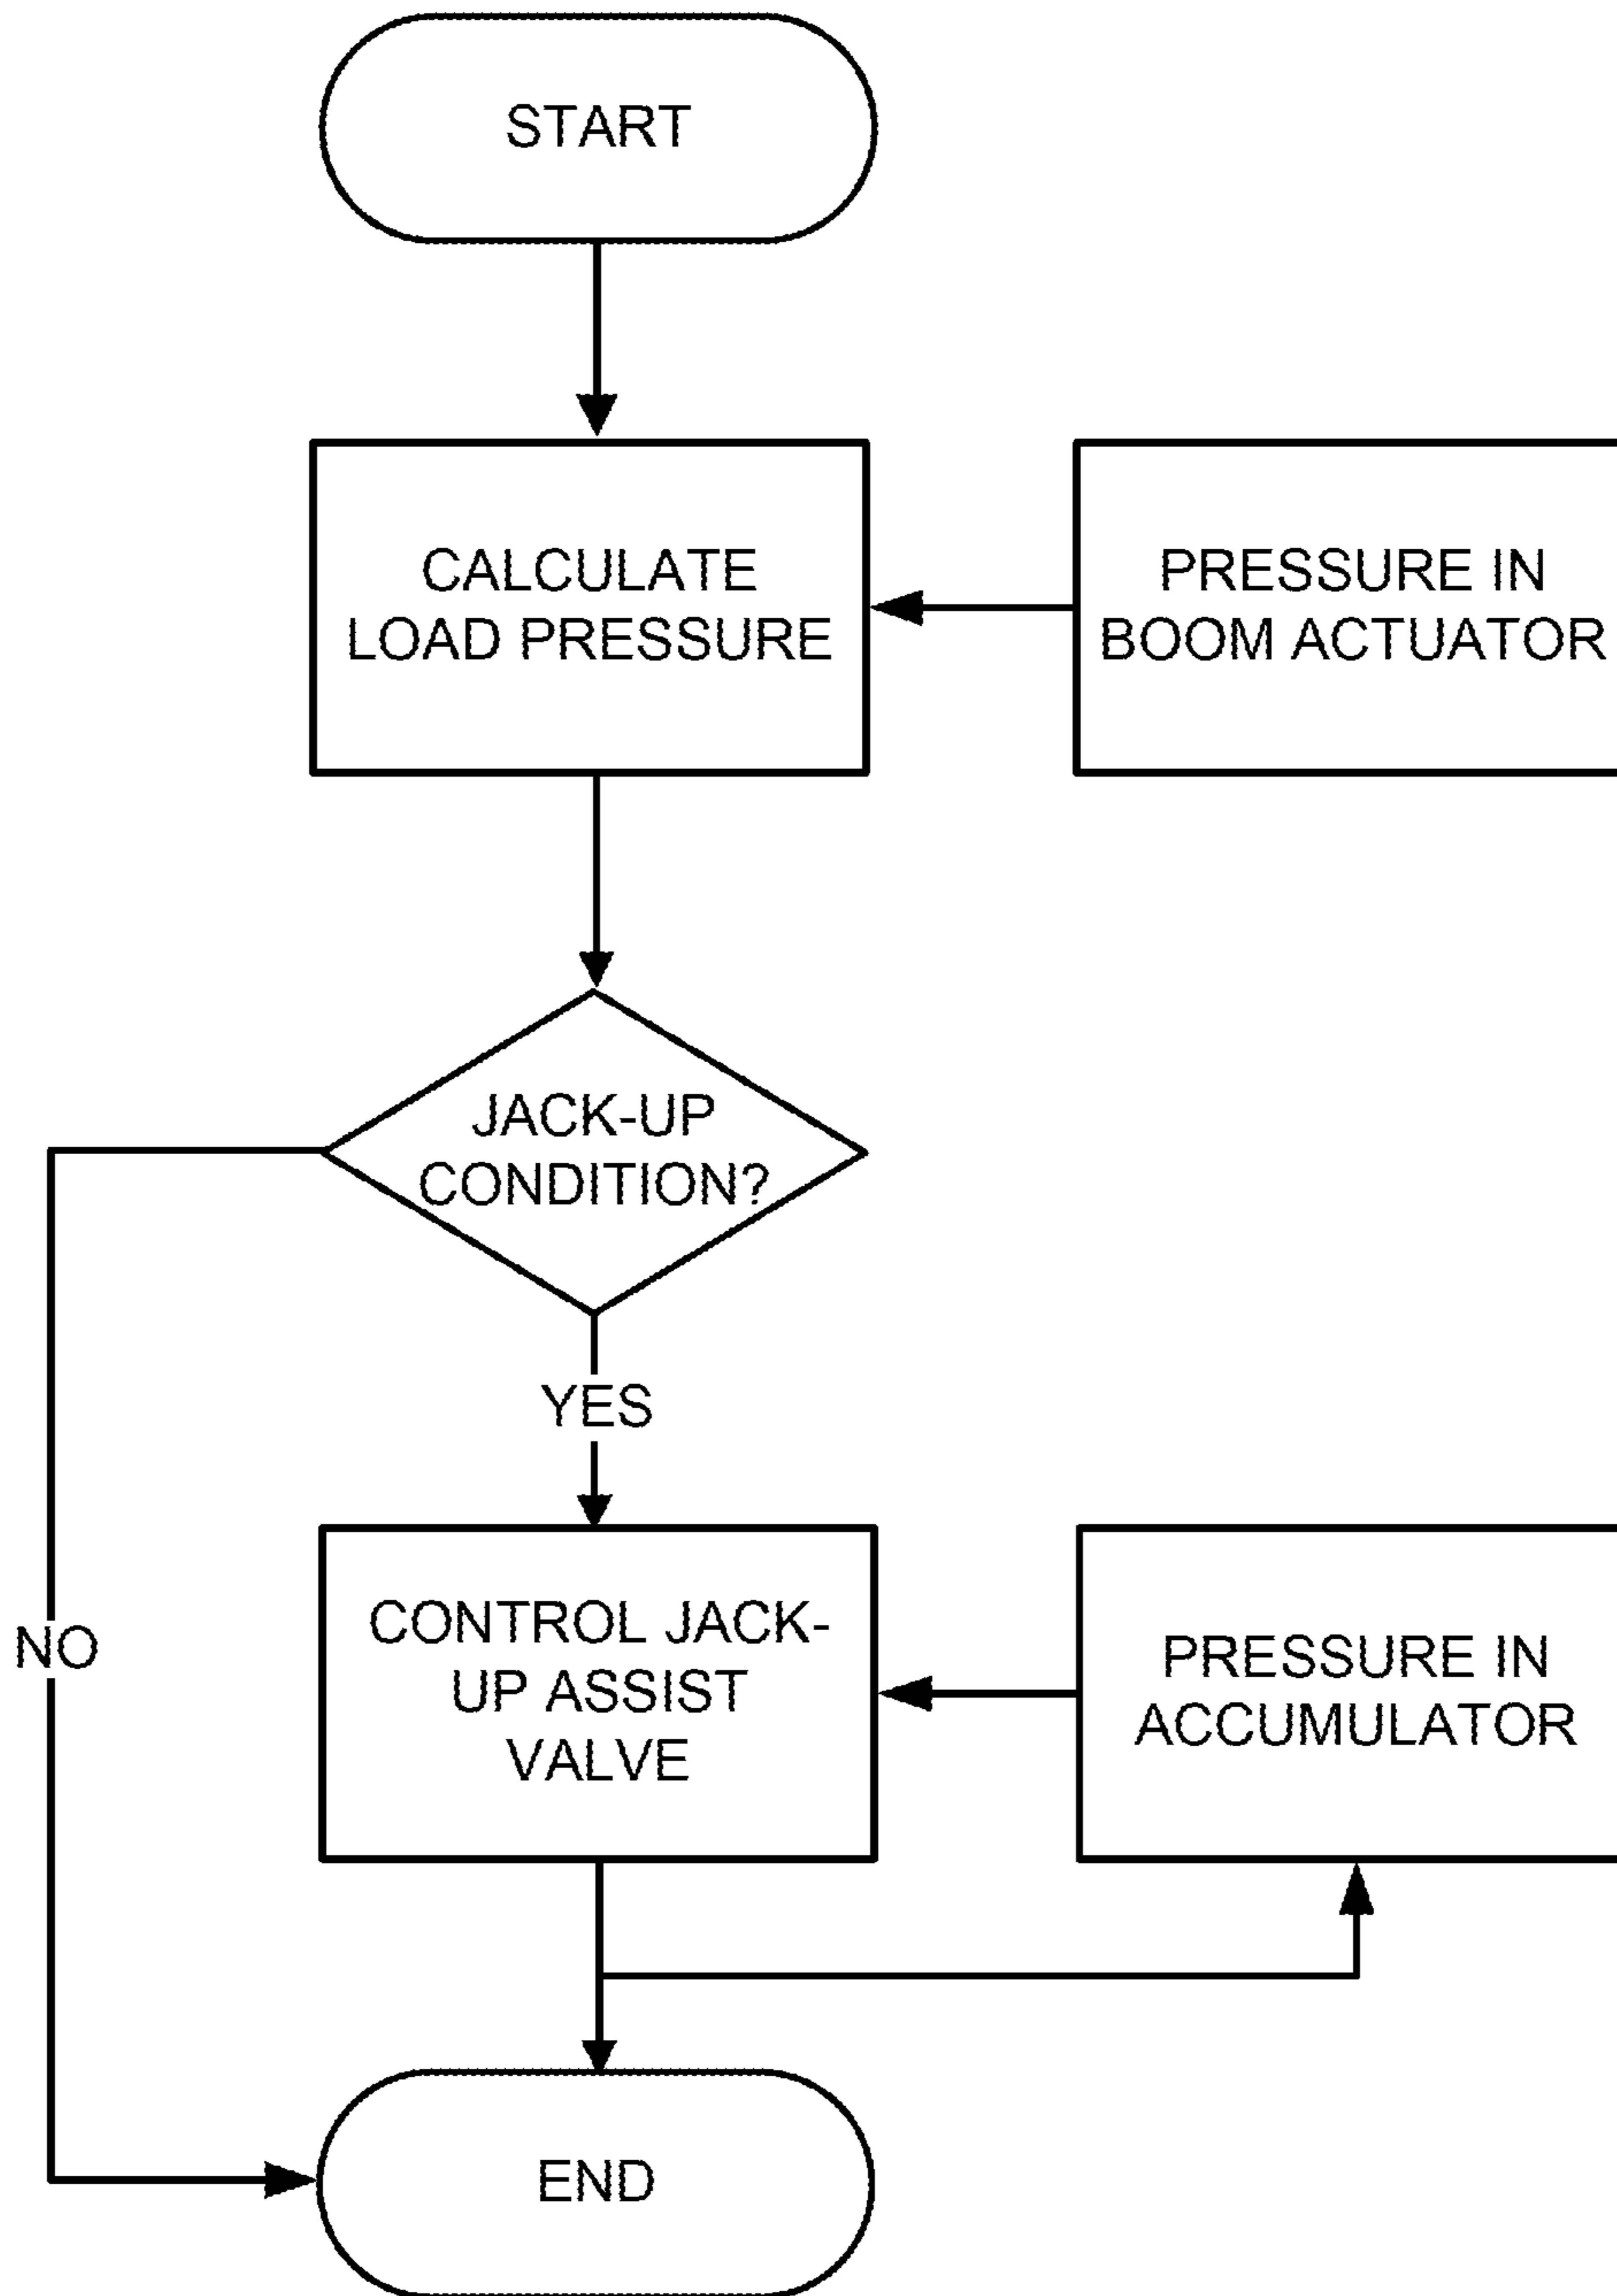 START
CALCULATE
LOAD PRESSURE
PRESSURE IN
BOOM ACTUATOR
JACK-UP
CONDITION?
YES
NO
CONTROL JACK-
UP ASSIST
VALVE
PRESSURE IN
ACCUMULATOR
END